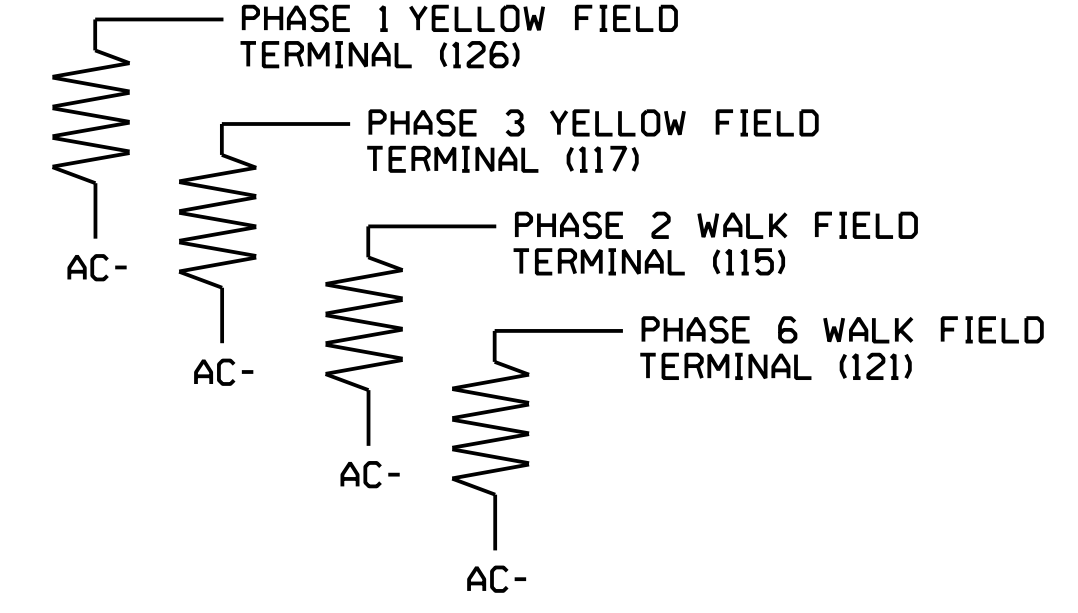 PHASE 1 YELLOW FIELD
TERMINAL (126)
AC-
PHASE 3 YELLOW FIELD
TERMINAL (117)
AC-
PHASE 2 WALK FIELD
TERMINAL (115)
AC-
PHASE 6 WALK FIELD
TERMINAL (121)
AC-